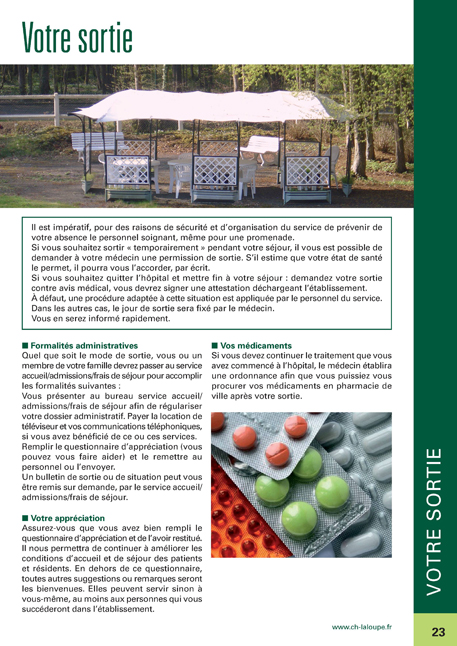 Votre sortie
Il est impératif, pour des raisons de sécurité et d'organisation du service de prévenir de
votre absence le personnel soignant, même pour une promenade.
Si vous souhaitez sortir « temporairement » pendant votre séjour, il vous est possible de
demander à votre médecin une permission de sortie. S'il estime que votre état de santé
le permet, il pourra vous l'accorder, par écrit.
Si vous souhaitez quitter l'hôpital et mettre fin à votre séjour : demandez votre sortie
contre avis médical, vous devrez signer une attestation déchargeant l'établissement.
À défaut, une procédure adaptée à cette situation est appliquée par le personnel du service.
Dans les autres cas, le jour de sortie sera fixé par le médecin.
Vous en serez informé rapidement.
■ Formalités administratives
Quel que soit le mode de sortie, vous ou un
membre de votre famille devrez passer au service
accueil/admissions/frais de séjour pour accomplir
les formalités suivantes :
Vous présenter au bureau service accueil/
admissions/frais de séjour afin de régulariser
votre dossier administratif. Payer la location de
téléviseur et vos communications téléphoniques,
si vous avez bénéficié de ce ou ces services.
Remplir le questionnaire d'appréciation (vous
pouvez vous faire aider) et le remettre au
personnel ou l'envoyer.
Un bulletin de sortie ou de situation peut vous
être remis sur demande, par le service accueil/
admissions/frais de séjour.
■ Votre appréciation
Assurez-vous que vous avez bien rempli le
questionnaire d'appréciation et de l'avoir restitué.
Il nous permettra de continuer à améliorer les
conditions d'accueil et de séjour des patients
et résidents. En dehors de ce questionnaire,
toutes autres suggestions ou remarques seront
les bienvenues. Elles peuvent servir sinon à
vous-même, au moins aux personnes qui vous
succéderont dans l'établissement.
■ Vos médicaments
Si vous devez continuer le traitement que vous
avez commencé à l'hôpital, le médecin établira
une ordonnance afin que vous puissiez vous
procurer vos médicaments en pharmacie de
ville après votre sortie.
VOTRE SORTIE
www.ch-laloupe.fr
23